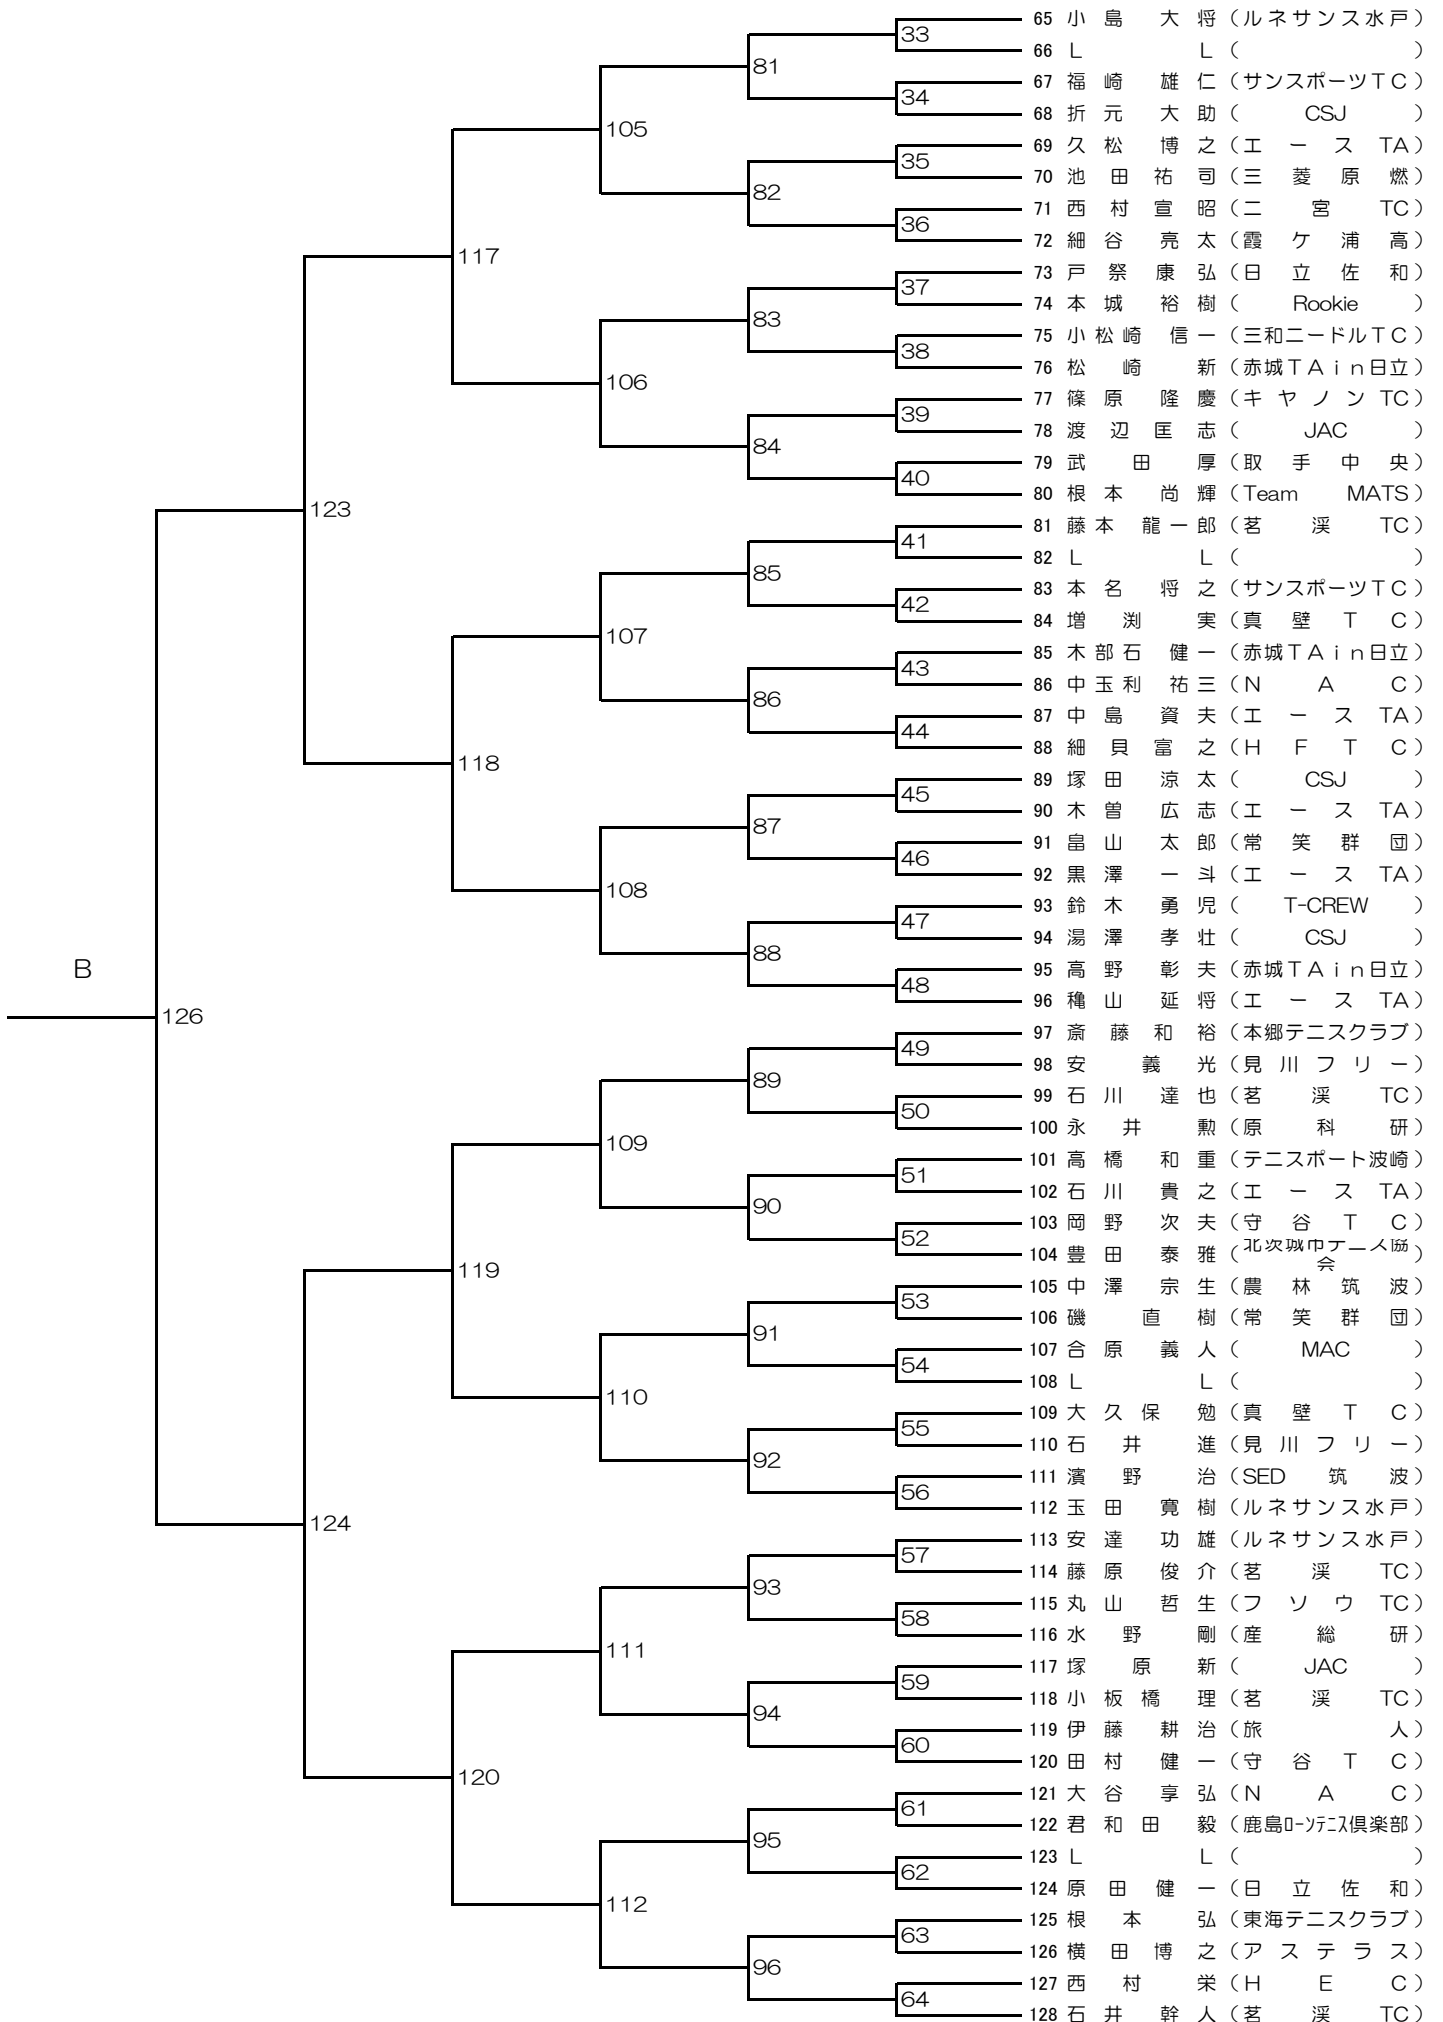 65 小島 大将（ルネサンス水戸）
33
66 L L（ ）
81
67 福崎 雄仁（サンスポーツＴＣ）
34
68 折元 大助（ CSJ ）
105
69 久松 博之（エース TA）
35
70 池田 祐司（三菱原燃）
82
71 西村 宣昭（二宮 TC）
36
72 細谷 亮太（霞ケ浦高）
117
73 戸祭 康弘（日立佐和）
37
74 本城 裕樹（ Rookie ）
83
75 小松崎 信一（三和ニードルＴＣ）
38
76 松崎 新（赤城ＴＡｉｎ日立）
106
77 篠原 隆慶（キヤノン TC）
39
78 渡辺 匡志（ JAC ）
84
79 武田 厚（取手中央）
40
80 根本 尚輝（Team MATS）
123
81 藤本 龍一郎（茗渓 TC）
41
82 L L（ ）
85
83 本名 将之（サンスポーツＴＣ）
42
84 増渕 実（真壁ＴＣ）
107
85 木部石 健一（赤城ＴＡｉｎ日立）
43
86 中玉利 祐三（ＮＡＣ）
86
87 中島 資夫（エース TA）
44
88 細貝 富之（ＨＦＴＣ）
118
89 塚田 涼太（ CSJ ）
45
90 木曽 広志（エース TA）
87
91 畠山 太郎（常笑群団）
46
92 黒澤 一斗（エース TA）
108
93 鈴木 勇児（ T-CREW ）
47
94 湯澤 孝壮（ CSJ ）
88
95 高野 彰夫（赤城ＴＡｉｎ日立）
48
96 穐山 延将（エース TA）
B
126
97 斎藤 和裕（本郷テニスクラブ）
49
98 安 義光（見川フリー）
89
99 石川 達也（茗渓 TC）
50
100 永井 勲（原科研）
109
101 高橋 和重（テニスポート波崎）
51
102 石川 貴之（エース TA）
90
103 岡野 次夫（守谷ＴＣ）
52
104 豊田 泰雅（北茨城市テニス協会）
119
105 中澤 宗生（農林筑波）
53
106 磯 直樹（常笑群団）
91
107 合原 義人（ MAC ）
54
108 L L（ ）
110
109 大久保 勉（真壁ＴＣ）
55
110 石井 進（見川フリー）
92
111 濱野 治（SED 筑波）
56
112 玉田 寛樹（ルネサンス水戸）
124
113 安達 功雄（ルネサンス水戸）
57
114 藤原 俊介（茗渓 TC）
93
115 丸山 哲生（フソウ TC）
58
116 水野 剛（産総研）
111
117 塚原 新（ JAC ）
59
118 小板橋 理（茗渓 TC）
94
119 伊藤 耕治（旅人）
60
120 田村 健一（守谷ＴＣ）
120
121 大谷 享弘（ＮＡＣ）
61
122 君和田 毅（鹿島ﾛｰﾝﾃﾆｽ倶楽部）
95
123 L L（ ）
62
124 原田 健一（日立佐和）
112
125 根本 弘（東海テニスクラブ）
63
126 横田 博之（アステラス）
96
127 西村 栄（ＨＥＣ）
64
128 石井 幹人（茗渓 TC）